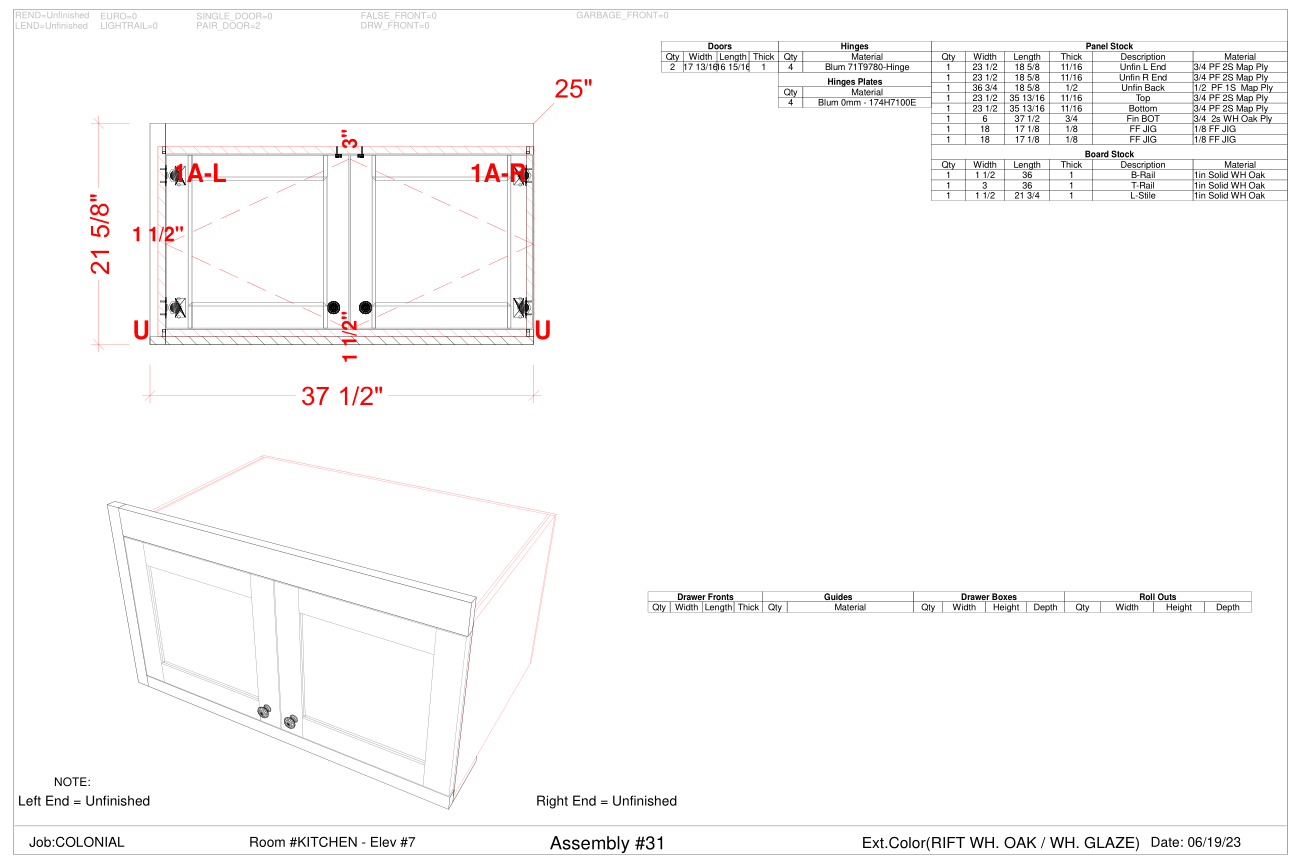 REND=Unfinished EURO=0 SINGLE_DOOR=0 FALSE_FRONT=0 GARBAGE_FRONT=0
LEND=Unfinished LIGHTRAIL=0 PAIR_DOOR=2 DRW_FRONT=0
Doors
Qty Width Length Thick
2 17 13/16 16 15/16 1
Hinges
Qty Material
4 Blum 71T9780-Hinge
Hinges Plates
Qty Material
4 Blum 0mm - 174H7100E
Panel Stock
Qty Width Length Thick Description Material
1 23 1/2 18 5/8 11/16 Unfin L End 3/4 PF 2S Map Ply
1 23 1/2 18 5/8 11/16 Unfin R End 3/4 PF 2S Map Ply
1 36 3/4 18 5/8 1/2 Unfin Back 1/2 PF 1S Map Ply
1 23 1/2 35 13/16 11/16 Top 3/4 PF 2S Map Ply
1 23 1/2 35 13/16 11/16 Bottom 3/4 PF 2S Map Ply
1 6 37 1/2 3/4 Fin BOT 3/4 2s WH Oak Ply
1 18 17 1/8 1/8 FF JIG 1/8 FF JIG
1 18 17 1/8 1/8 FF JIG 1/8 FF JIG
Board Stock
Qty Width Length Thick Description Material
1 1 1/2 36 1 B-Rail 1in Solid WH Oak
1 3 36 1 T-Rail 1in Solid WH Oak
1 1 1/2 21 3/4 1 L-Stile 1in Solid WH Oak
25"
3"
1A-L 1A-R
21 5/8"
1 1/2"
U U
1 1/2"
37 1/2"
Drawer Fronts
Qty Width Length Thick
Guides
Qty Material
Drawer Boxes
Qty Width Height Depth
Roll Outs
Qty Width Height Depth
NOTE:
Left End = Unfinished Right End = Unfinished
Job:COLONIAL Room #KITCHEN - Elev #7 Assembly #31 Ext.Color(RIFT WH. OAK / WH. GLAZE) Date: 06/19/23